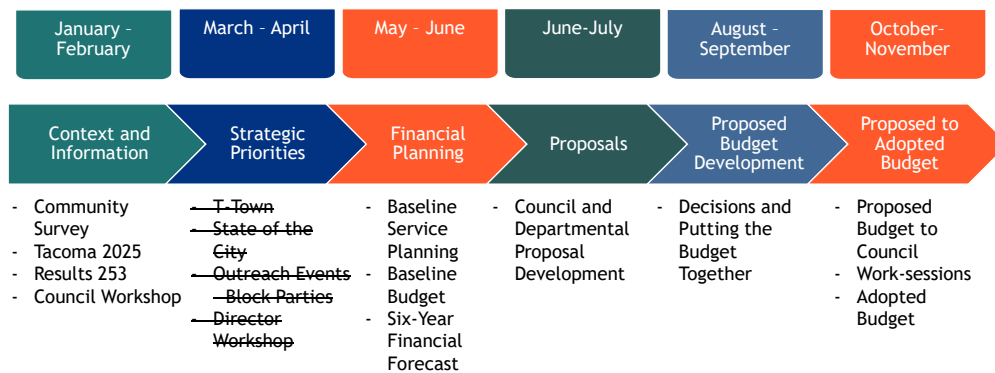 January –
February
March – April
May – June
June-July
August –
September
October–
November
Context and
Information
Strategic
Priorities
Financial
Planning
Proposals
Proposed
Budget
Development
Proposed to
Adopted
Budget
- Community
Survey
- Tacoma 2025
- Results 253
- Council Workshop
- T-Town
- State of the
City
- Outreach Events
- Block Parties
- Director
Workshop
- Baseline
Service
Planning
- Baseline
Budget
- Six-Year
Financial
Forecast
- Council and
Departmental
Proposal
Development
- Decisions and
Putting the
Budget
Together
- Proposed
Budget to
Council
- Work-sessions
- Adopted
Budget